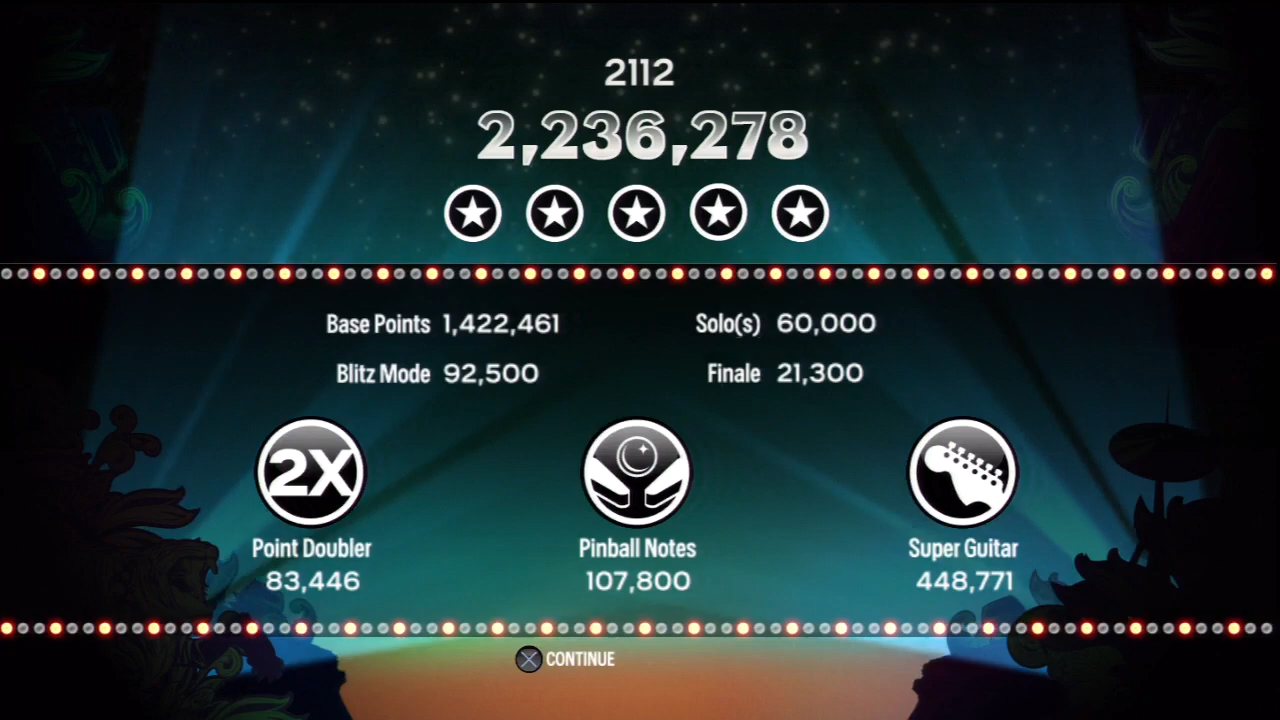 2112
2,236,278
Base Points 1,422,461 Solo(s) 60,000
Blitz Mode 92,500 Finale 21,300
2X
Point Doubler Pinball Notes Super Guitar
83,446 107,800 448,771
CONTINUE